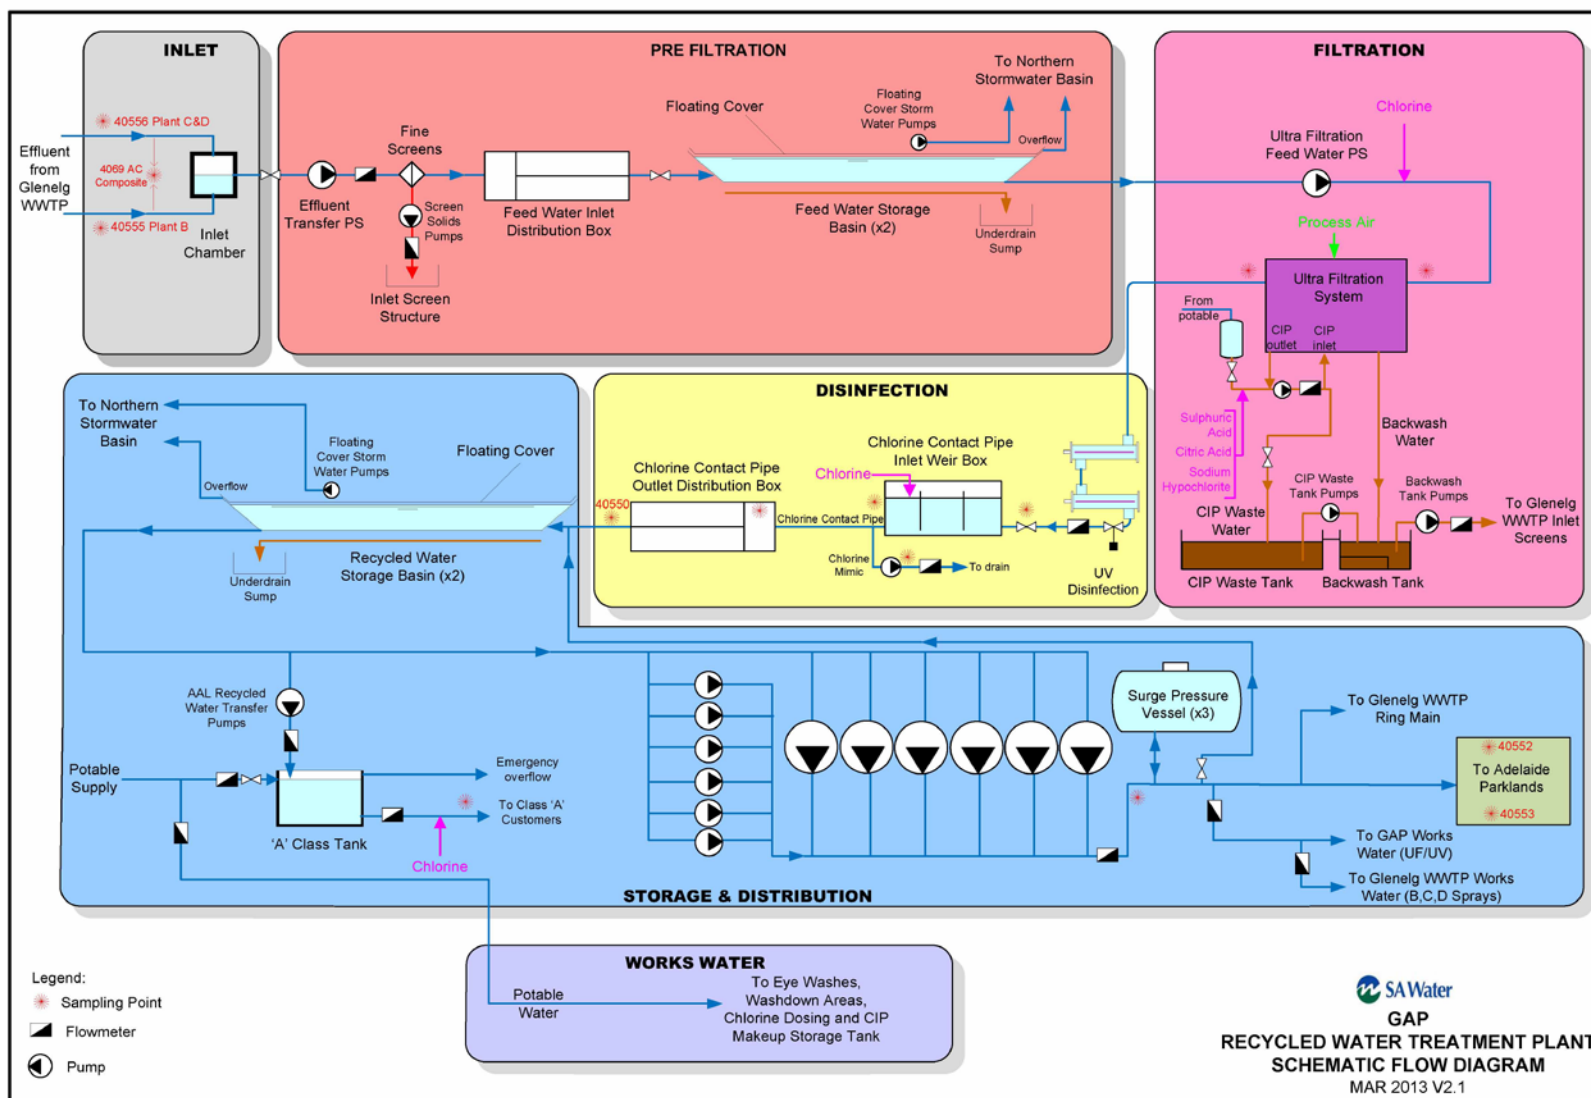 INLET
40556 Plant C&D
Effluent
from
Glenelg
WWTP
4069 AC
Composite
40555 Plant B
Inlet
Chamber
PRE FILTRATION
To Northern
Stormwater Basin
Floating
Cover Storm
Water Pumps
Floating Cover
Overflow
Fine
Screens
Effluent
Transfer PS
Screen
Solids
Pumps
Feed Water Inlet
Distribution Box
Feed Water Storage
Basin (x2)
Underdrain
Sump
Inlet Screen
Structure
FILTRATION
Chlorine
Ultra Filtration
Feed Water PS
Process Air
Ultra Filtration
System
From
potable
CIP
outlet
CIP
inlet
Sulphuric
Acid
Citric Acid
Sodium
Hypochlorite
Backwash
Water
CIP Waste
Tank Pumps
Backwash
Tank Pumps
CIP Waste
Water
To Glenelg
WWTP Inlet
Screens
CIP Waste Tank
Backwash Tank
DISINFECTION
Chlorine Contact Pipe
Inlet Weir Box
Chlorine
Chlorine Contact Pipe
Outlet Distribution Box
40550
Chlorine Contact Pipe
Chlorine
Mimic
To drain
UV
Disinfection
To Northern
Stormwater
Basin
Floating
Cover Storm
Water Pumps
Floating Cover
Overflow
Recycled Water
Storage Basin (x2)
Underdrain
Sump
AAL Recycled
Water Transfer
Pumps
Potable
Supply
Emergency
overflow
To Class 'A'
Customers
'A' Class Tank
Chlorine
Surge Pressure
Vessel (x3)
To Glenelg WWTP
Ring Main
40552
To Adelaide
Parklands
40553
To GAP Works
Water (UF/UV)
To Glenelg WWTP Works
Water (B,C,D Sprays)
STORAGE & DISTRIBUTION
WORKS WATER
Potable
Water
To Eye Washes,
Washdown Areas,
Chlorine Dosing and CIP
Makeup Storage Tank
Legend:
Sampling Point
Flowmeter
Pump
SA Water
GAP
RECYCLED WATER TREATMENT PLANT
SCHEMATIC FLOW DIAGRAM
MAR 2013 V2.1